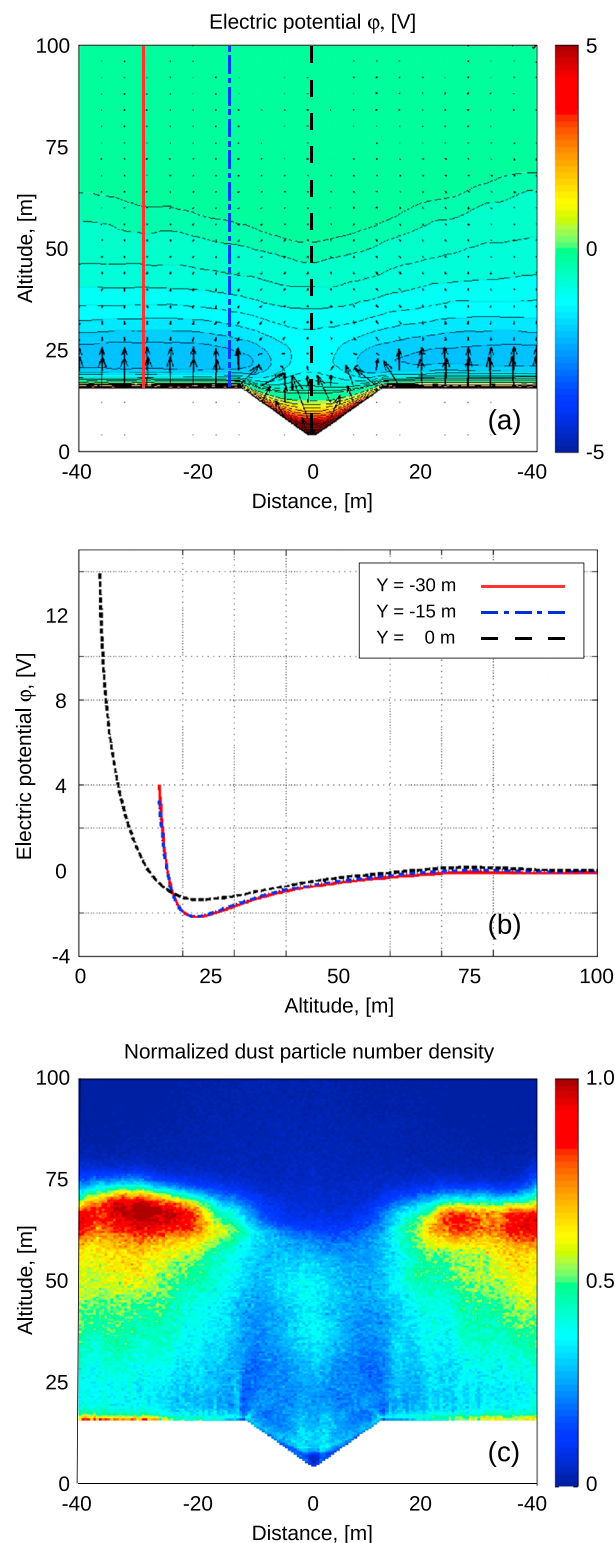 Electric potential φ, [V]
100
75
50
25
0
Altitude, [m]
5
0
-5
(a)
-40
-20
0
20
-40
Distance, [m]
12
8
4
0
-4
Electric potential φ, [V]
Y = -30 m
Y = -15 m
Y = 0 m
(b)
0
25
50
75
100
Altitude, [m]
Normalized dust particle number density
100
75
50
25
0
Altitude, [m]
1.0
0.5
0
(c)
-40
-20
0
20
-40
Distance, [m]